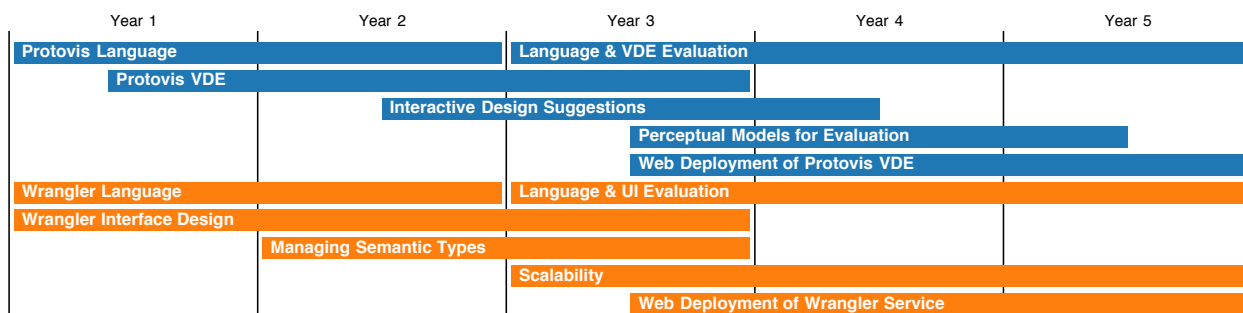 Year 1 Year 2 Year 3 Year 4 Year 5
Protovis Language Language & VDE Evaluation
Protovis VDE
Interactive Design Suggestions
Perceptual Models for Evaluation
Web Deployment of Protovis VDE
Wrangler Language Language & UI Evaluation
Wrangler Interface Design
Managing Semantic Types
Scalability
Web Deployment of Wrangler Service